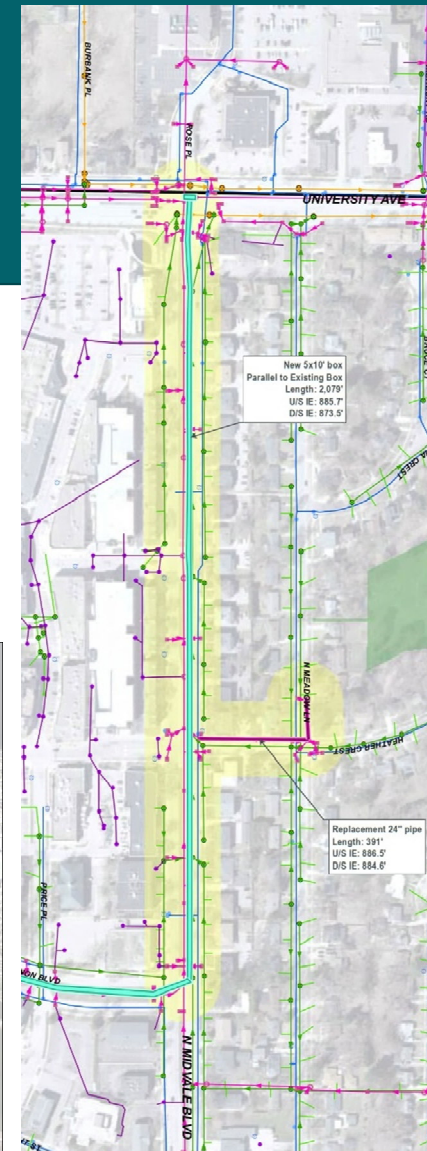 BURBANK PL
ROSE PL
UNIVERSITY AVE
New 5x10' box
Parallel to Existing Box
Length: 2,079'
U/S IE: 885.7'
D/S IE: 873.5'
CREST
N MEADOW LN
HEATHER CREST
Replacement 24" pipe
Length: 391'
U/S IE: 886.5'
D/S IE: 884.6'
PRICE PL
BLVD
N MIDVALE BLVD